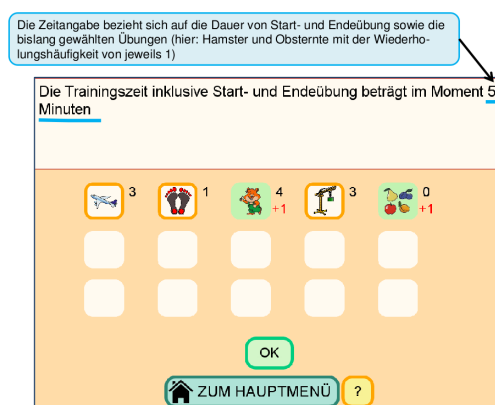 Die Zeitangabe bezieht sich auf die Dauer von Start- und Endeübung sowie die
bislang gewählten Übungen (hier: Hamster und Obsternte mit der Wiederho-
lungshäufigkeit von jeweils 1)
Die Trainingszeit inklusive Start- und Endeübung beträgt im Moment 5
Minuten
3 1 4 3 0
+1 +1
OK
ZUM HAUPTMENÜ ?